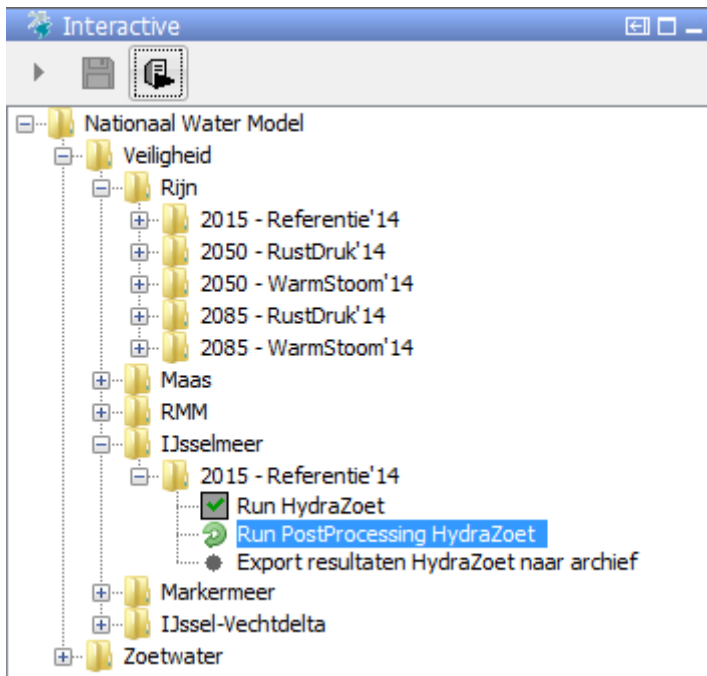 Interactive
Nationaal Water Model
Veiligheid
Rijn
2015 - Referentie'14
2050 - RustDruk'14
2050 - WarmStoom'14
2085 - RustDruk'14
2085 - WarmStoom'14
Maas
RMM
IJsselmeer
2015 - Referentie'14
Run HydraZoet
Run PostProcessing HydraZoet
Export resultaten HydraZoet naar archief
Markermeer
IJssel-Vechtdelta
Zoetwater